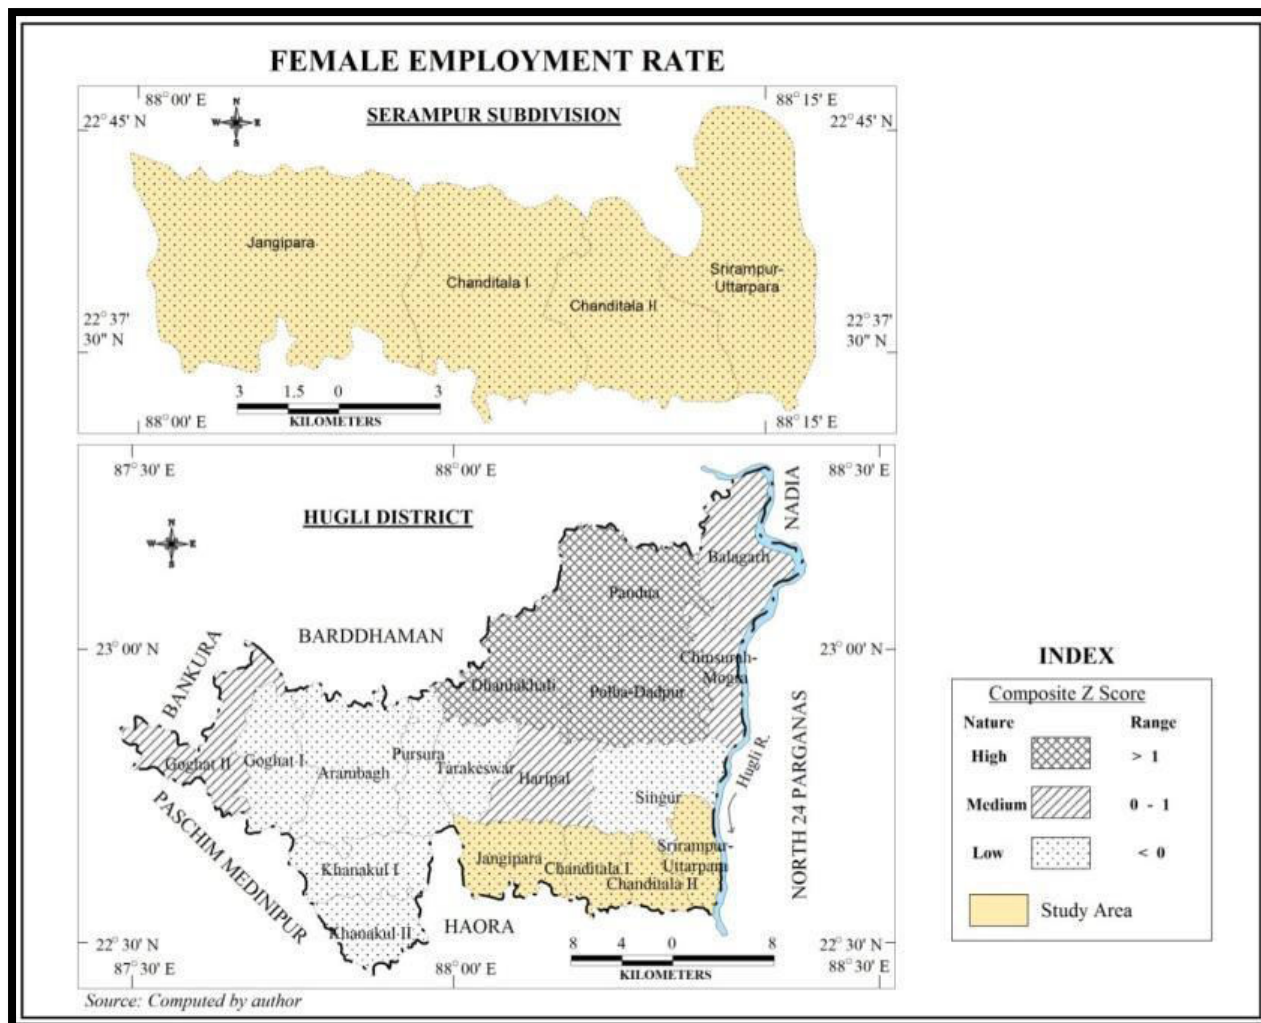 FEMALE EMPLOYMENT RATE
88° 00' E
88° 15' E
22° 45' N
22° 45' N
N
W E
S
SERAMPUR SUBDIVISION
Jangipara
Chanditala I
Chanditala II
Srirampur-
Uttarpara
22° 37'
30" N
22° 37'
30" N
3 1.5 0 3
KILOMETERS
88° 00' E
88° 15' E
87° 30' E
88° 00' E
88° 30' E
HUGLI DISTRICT
N
W E
S
NADIA
Balagarh
Pandua
BARDDHAMAN
BANKURA
23° 00' N
23° 00' N
Chinsurah-
Mogra
Dhaniakhali
Polba-Dadpur
Goghat II
Goghat I
Arambagh
Pursura
Tarakeswar
Haripal
Singur
Hugli R.
NORTH 24 PARGANAS
PASCHIM MEDINIPUR
Srirampur-
Uttarpara
Jangipara
Chanditala I
Chanditala II
Khanakul I
Khanakul II
HAORA
22° 30' N
22° 30' N
87° 30' E
88° 00' E
88° 30' E
8 4 0 8
KILOMETERS
Source: Computed by author
INDEX
Composite Z Score
Nature Range
High > 1
Medium 0 - 1
Low < 0
Study Area